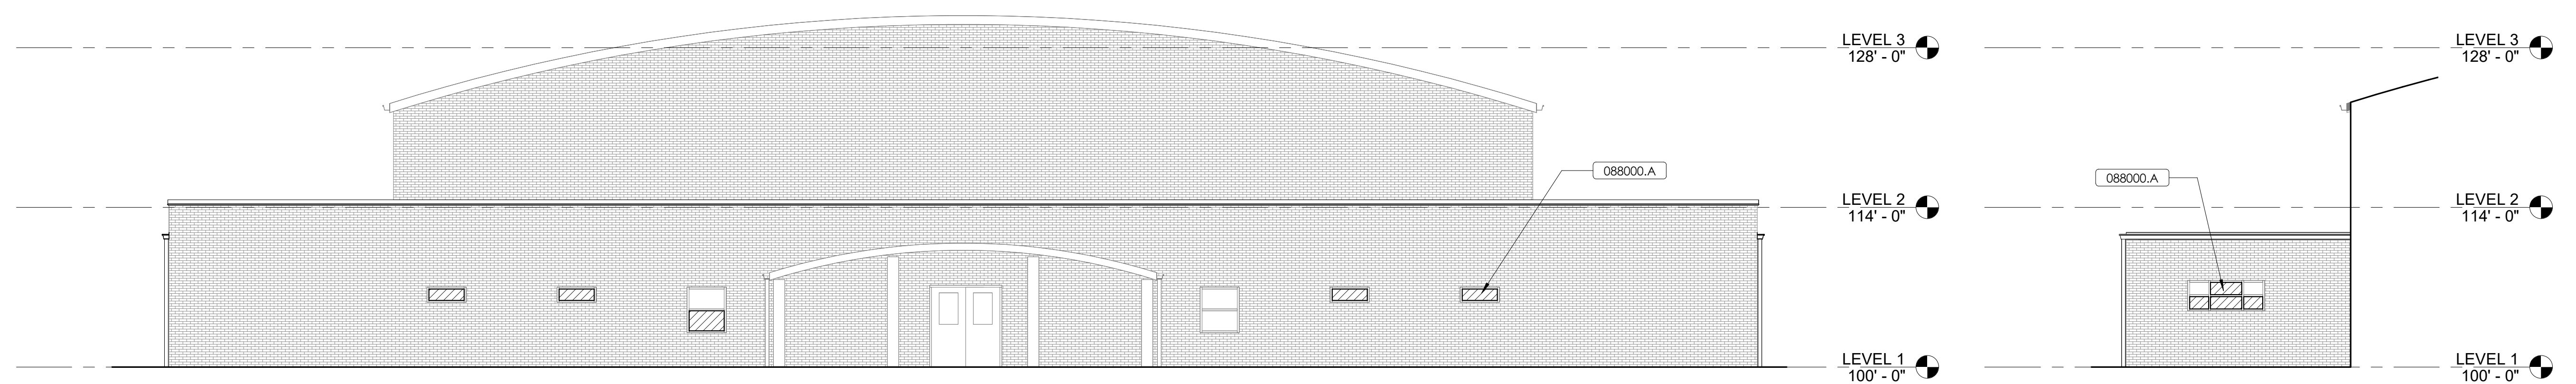 LEVEL 3
128' - 0"
LEVEL 3
128' - 0"
088000.A
088000.A
LEVEL 2
114' - 0"
LEVEL 2
114' - 0"
LEVEL 1
100' - 0"
LEVEL 1
100' - 0"